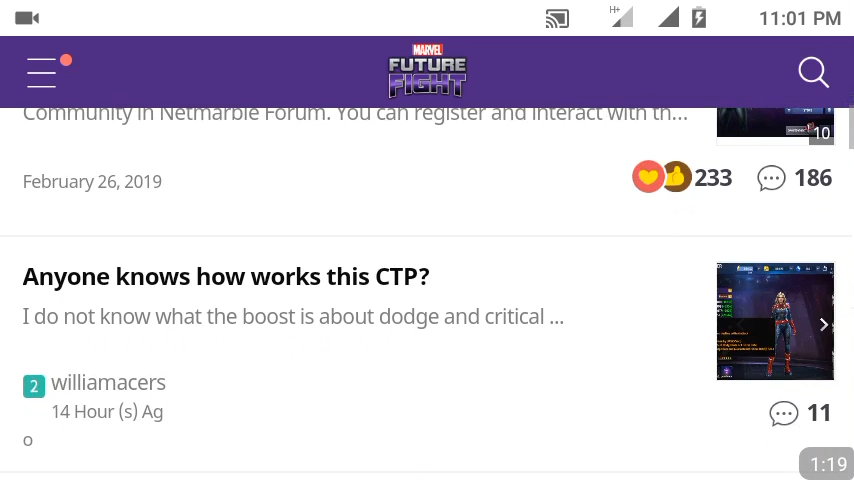 H+
11:01 PM
MARVEL
FUTURE
FIGHT
Community in Netmarble Forum. You can register and interact with th...
10
February 26, 2019
233
186
Anyone knows how works this CTP?
I do not know what the boost is about dodge and critical ...
2 williamacers
14 Hour (s) Ag
o
11
1:19